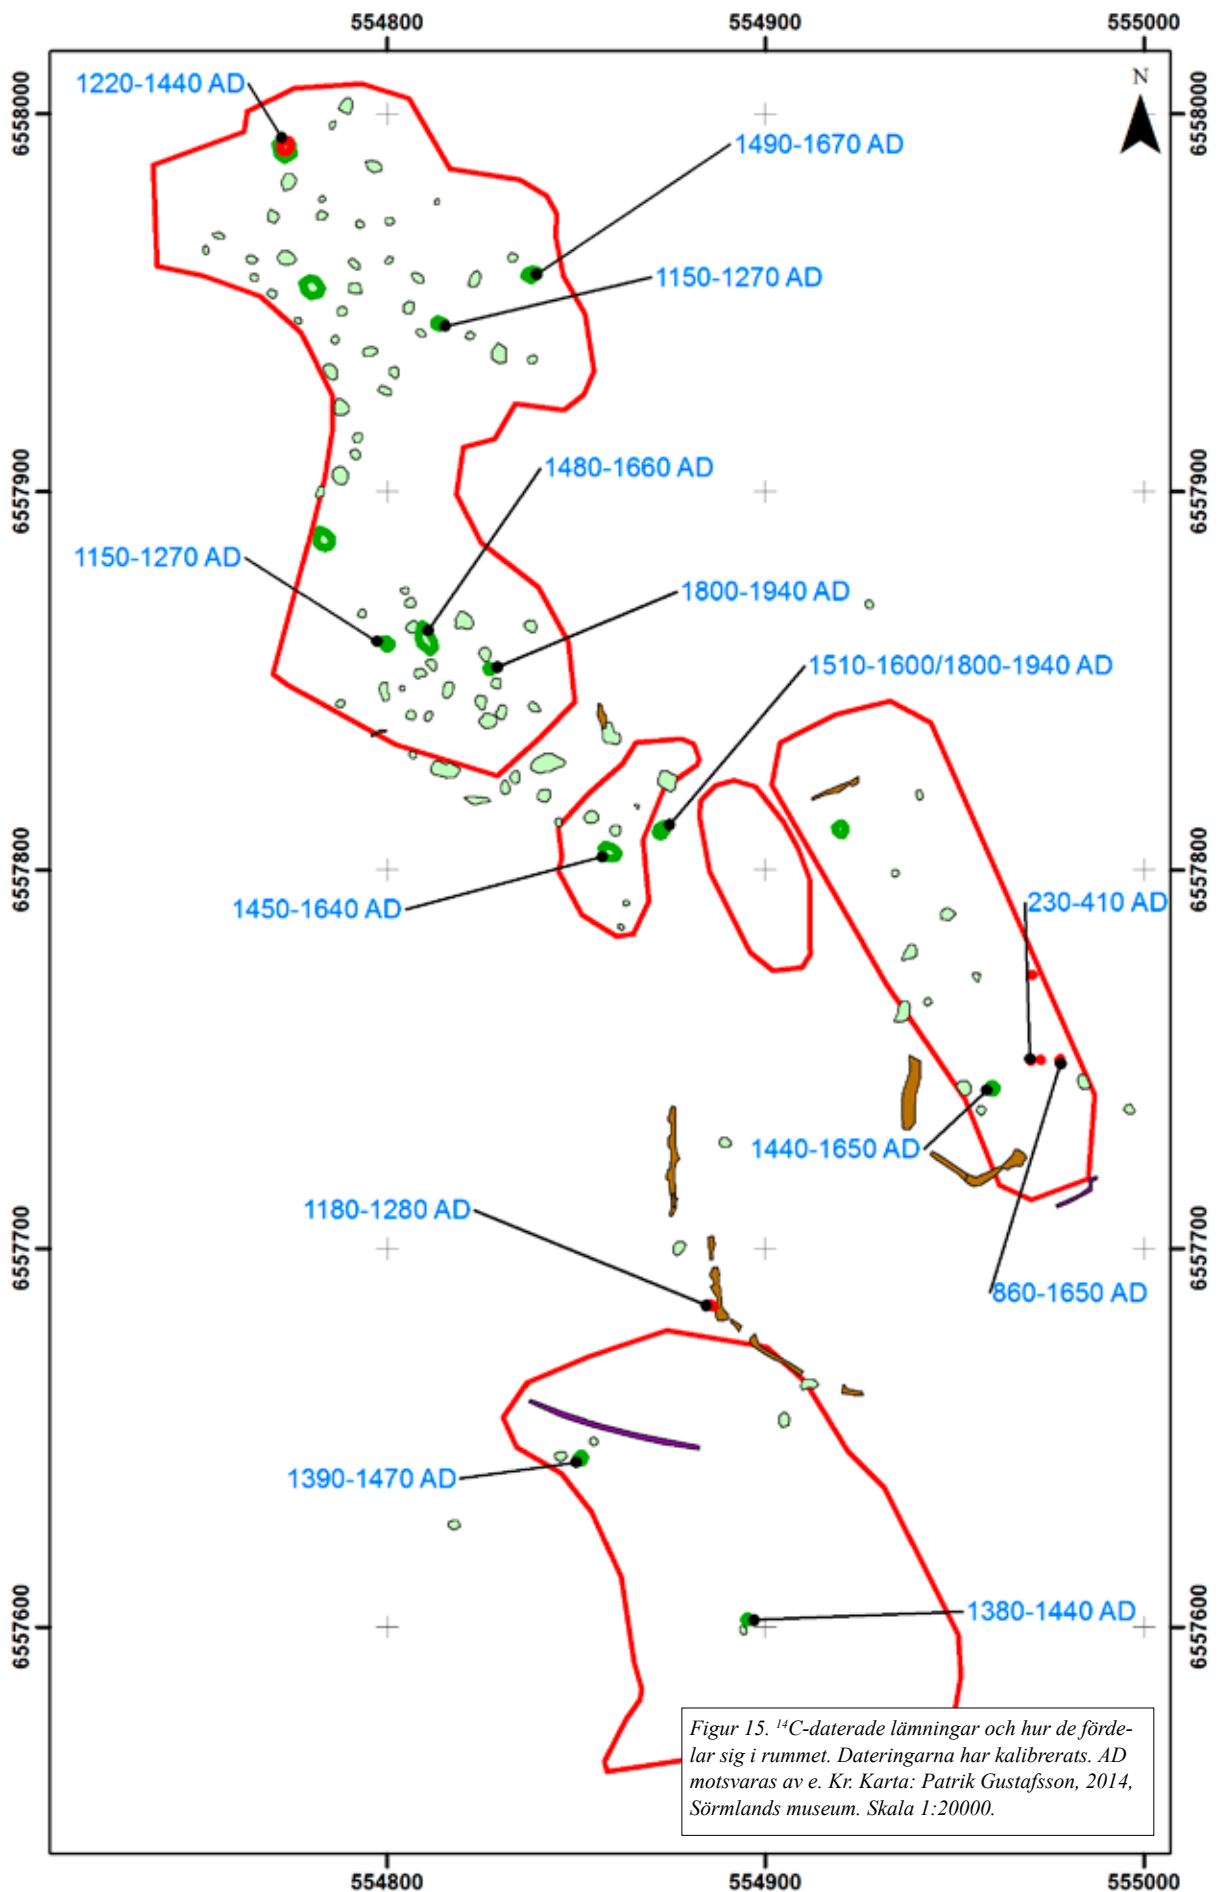 554800
554900
555000
6558000
1220-1440 AD
N
6558000
1490-1670 AD
1150-1270 AD
1480-1660 AD
6557900
6557900
1150-1270 AD
1800-1940 AD
1510-1600/1800-1940 AD
6557800
6557800
1450-1640 AD
230-410 AD
1440-1650 AD
1180-1280 AD
6557700
6557700
860-1650 AD
1390-1470 AD
1380-1440 AD
6557600
6557600
Figur 15. ¹⁴C-daterade lämningar och hur de förde-
lar sig i rummet. Dateringarna har kalibrerats. AD
motsvaras av e. Kr. Karta: Patrik Gustafsson, 2014,
Sörmlands museum. Skala 1:20000.
554800
554900
555000